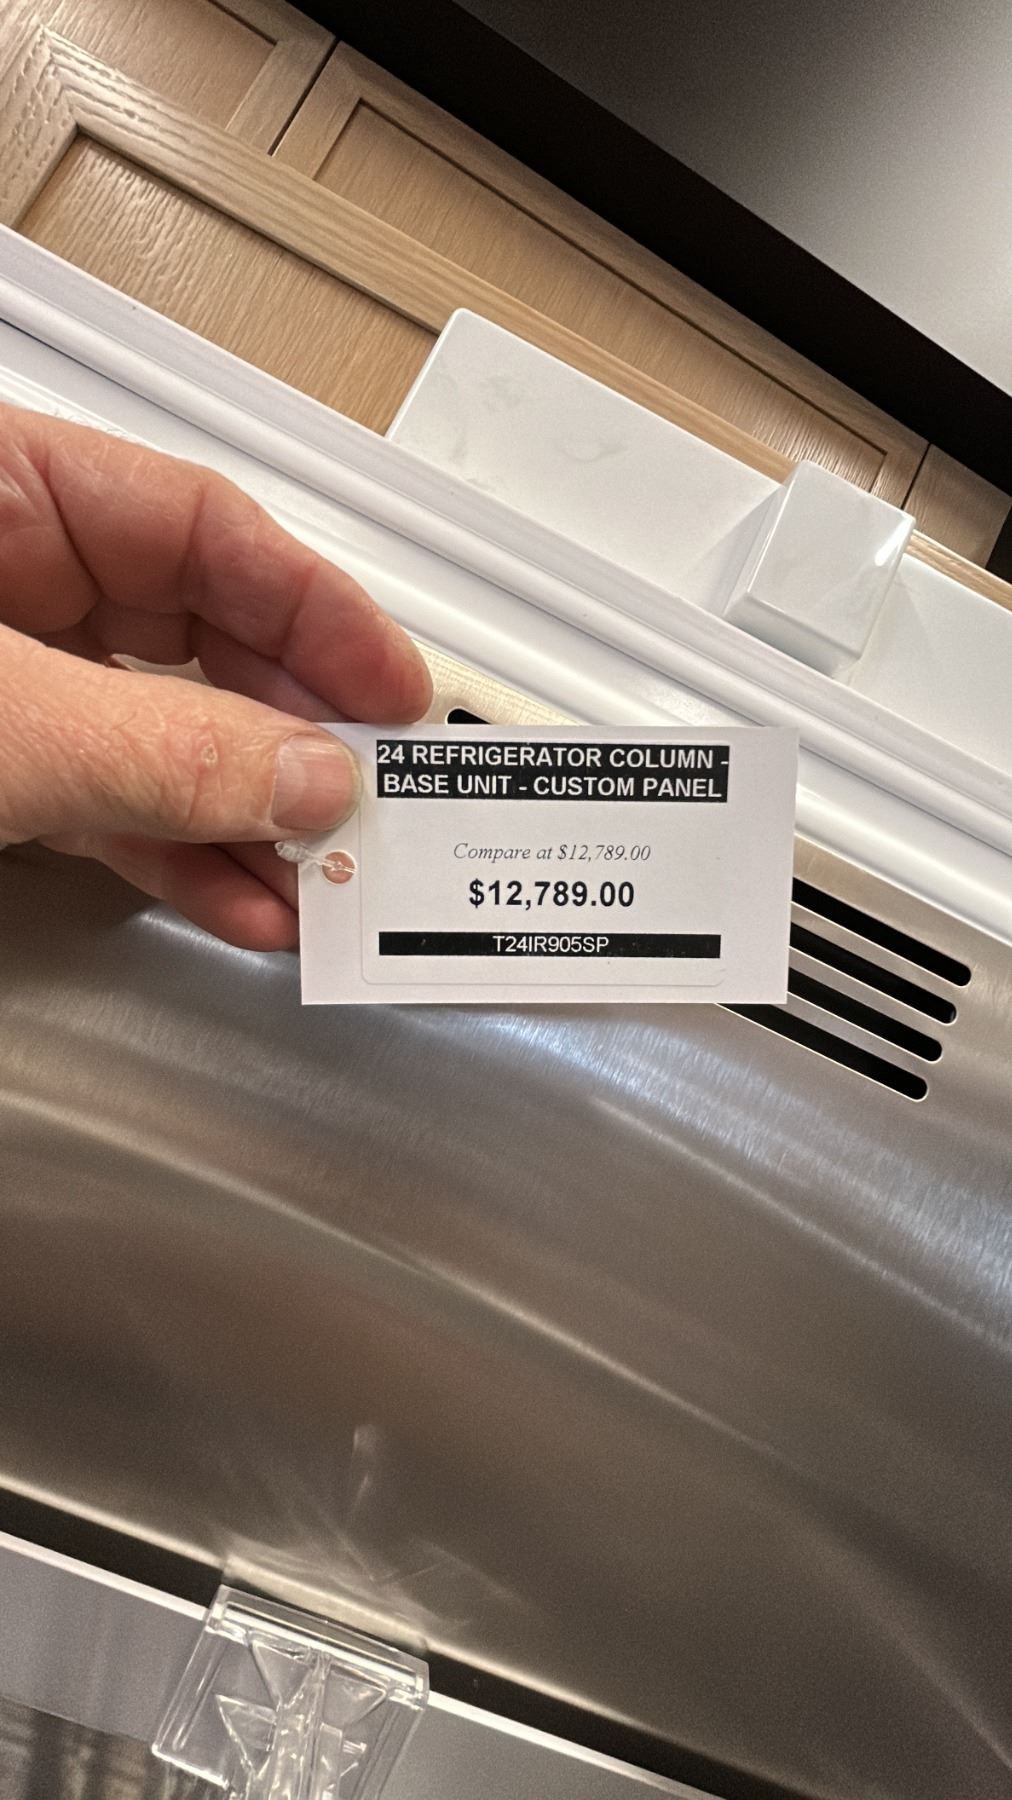 24 REFRIGERATOR COLUMN -
BASE UNIT - CUSTOM PANEL
Compare at $12,789.00
$12,789.00
T24IR905SP